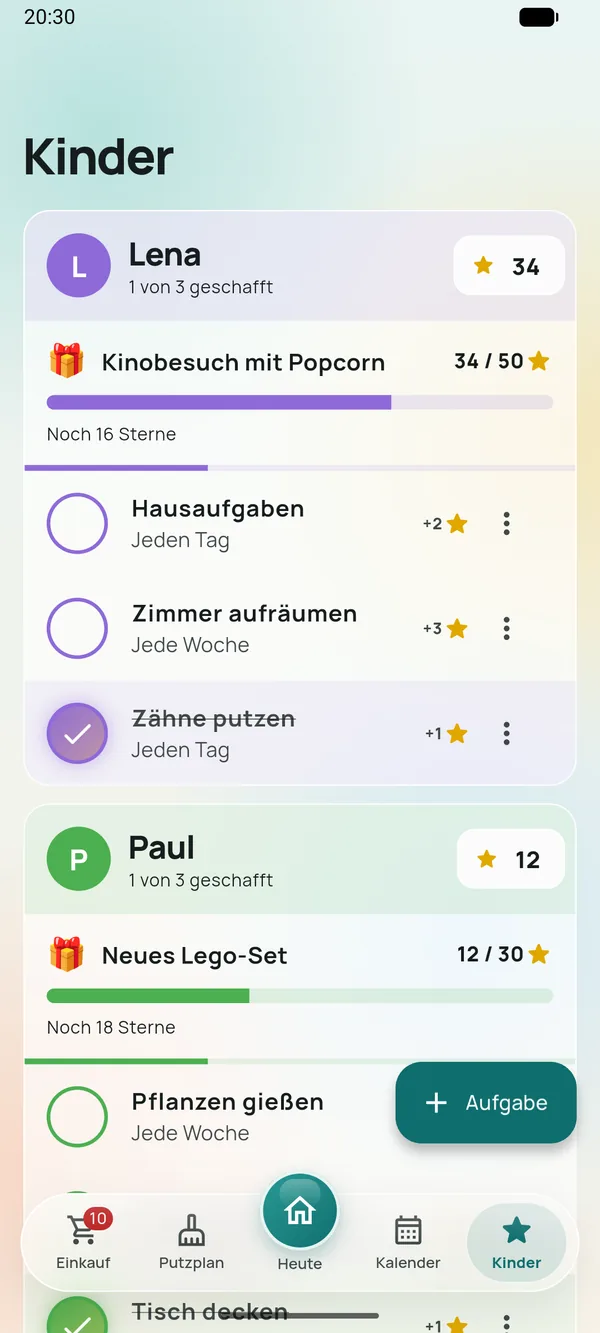 20:30
Kinder
L
Lena
1 von 3 geschafft
34
Kinobesuch mit Popcorn
34 / 50
Noch 16 Sterne
Hausaufgaben
Jeden Tag
+2
Zimmer aufräumen
Jede Woche
+3
Zähne putzen
Jeden Tag
+1
P
Paul
1 von 3 geschafft
12
Neues Lego-Set
12 / 30
Noch 18 Sterne
Pflanzen gießen
Jede Woche
+ Aufgabe
10
Einkauf
Putzplan
Heute
Kalender
Kinder
Tisch decken
+1